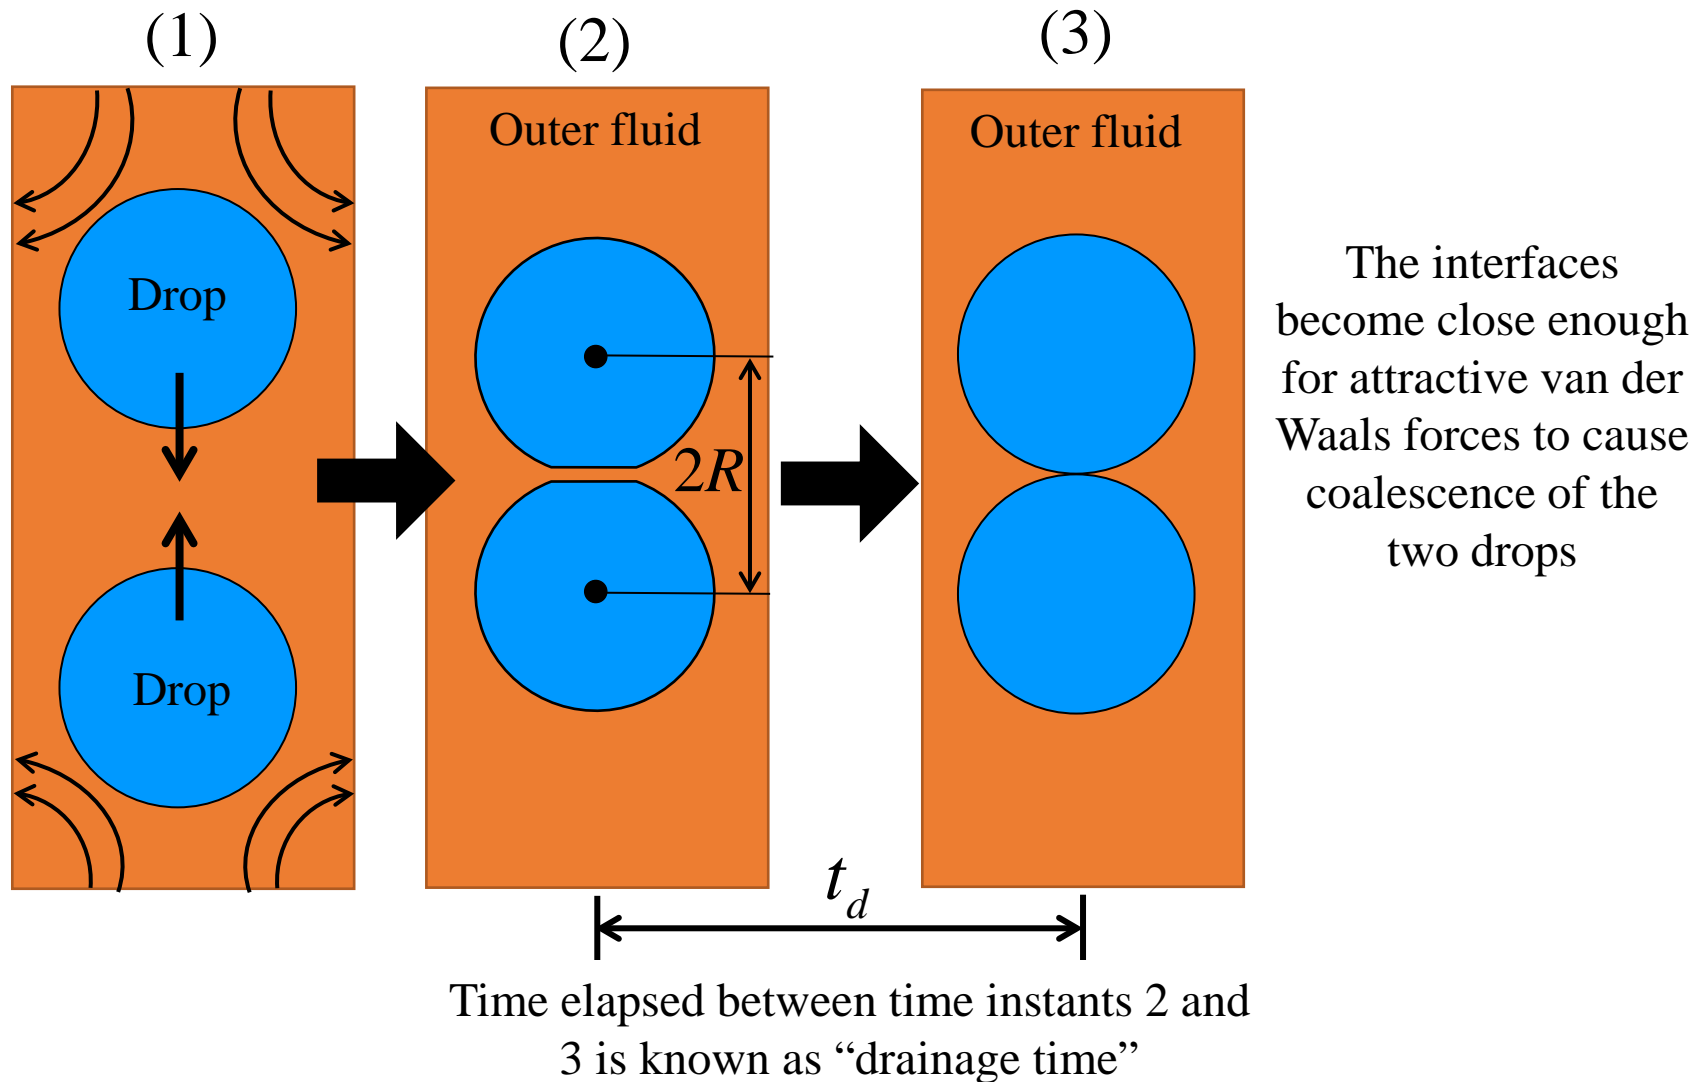 (1)
(2)
(3)
Outer fluid
Outer fluid
Drop
Drop
2R
The interfaces
become close enough
for attractive van der
Waals forces to cause
coalescence of the
two drops
t_d
Time elapsed between time instants 2 and
3 is known as “drainage time”